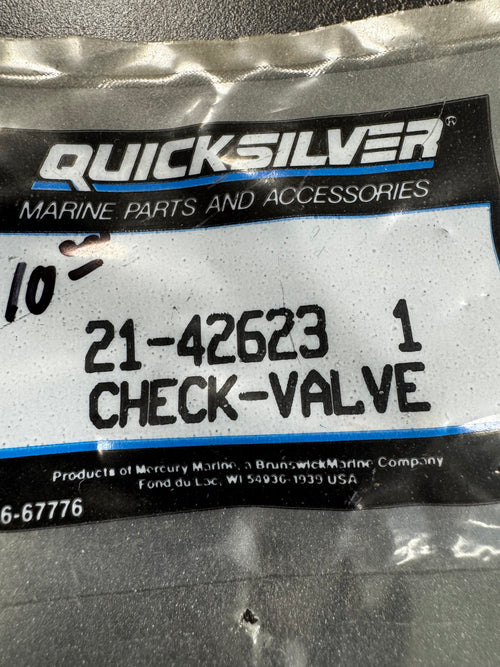 QUICKSILVER®
MARINE PARTS AND ACCESSORIES
10 00
21-42623 1
CHECK-VALVE
Products of Mercury Marine, a Brunswick Marine Company
Fond du Lac, WI 54936-1939 USA
6-67776